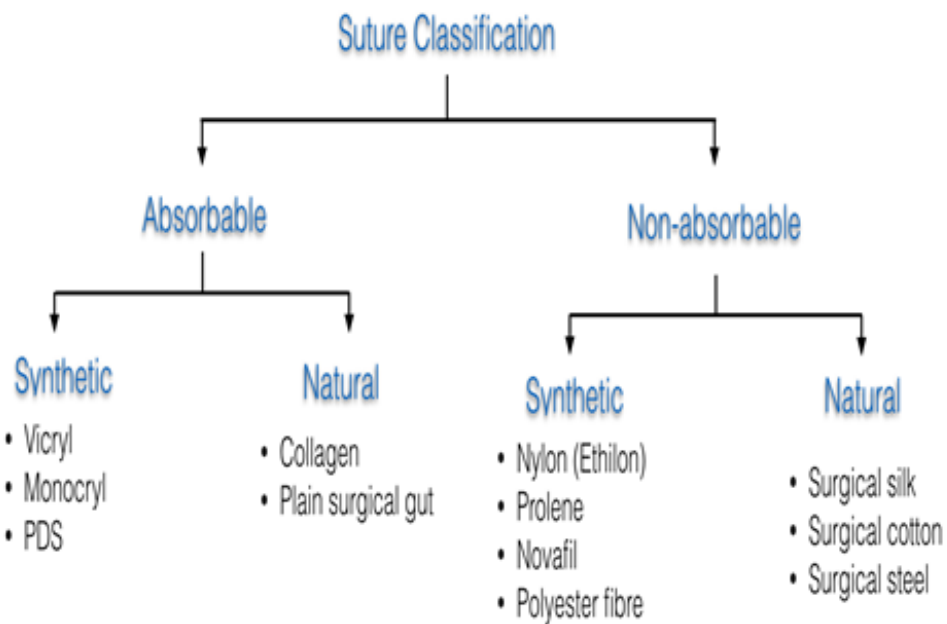 Suture Classification
Absorbable
Non-absorbable
Synthetic
Natural
Synthetic
Natural
• Vicryl
• Monocryl
• PDS
• Collagen
• Plain surgical gut
• Nylon (Ethilon)
• Prolene
• Novafil
• Polyester fibre
• Surgical silk
• Surgical cotton
• Surgical steel